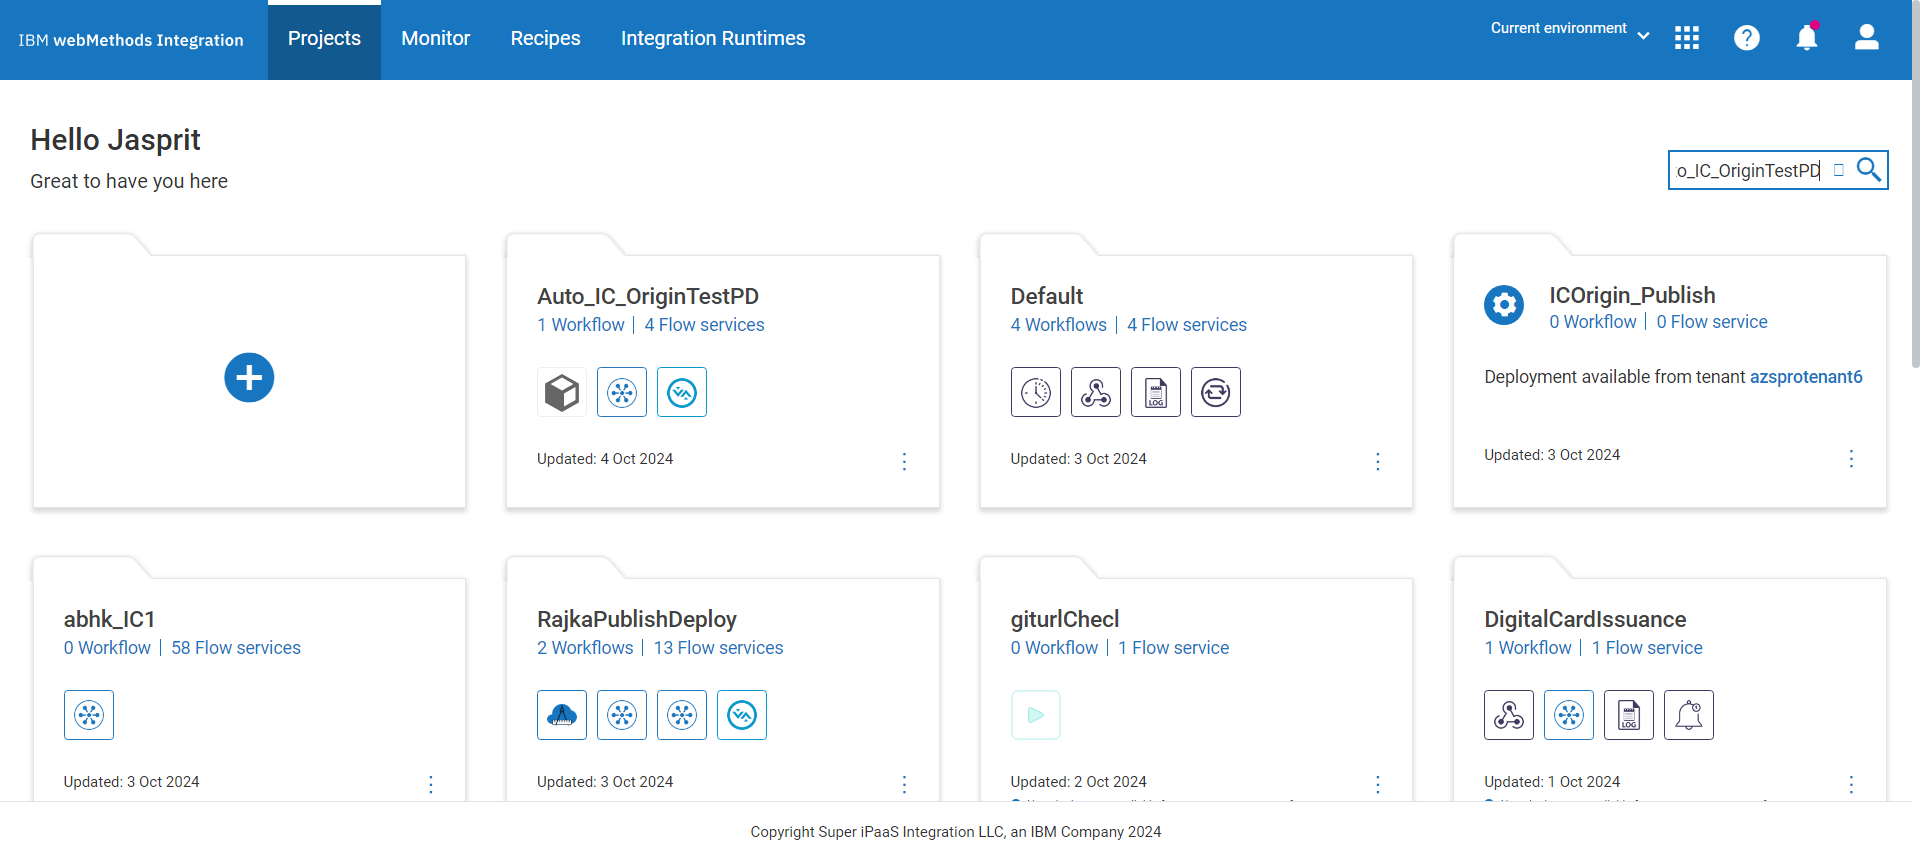 IBM webMethods Integration
Projects
Monitor
Recipes
Integration Runtimes
Current environment
Hello Jasprit
Great to have you here
o_IC_OriginTestPD
Auto_IC_OriginTestPD
1 Workflow | 4 Flow services
Updated: 4 Oct 2024
Default
4 Workflows | 4 Flow services
LOG
Updated: 3 Oct 2024
ICOrigin_Publish
0 Workflow | 0 Flow service
Deployment available from tenant azsprotenant6
Updated: 3 Oct 2024
abhk_IC1
0 Workflow | 58 Flow services
Updated: 3 Oct 2024
RajkaPublishDeploy
2 Workflows | 13 Flow services
Updated: 3 Oct 2024
giturlChecl
0 Workflow | 1 Flow service
Updated: 2 Oct 2024
DigitalCardIssuance
1 Workflow | 1 Flow service
LOG
Updated: 1 Oct 2024
Copyright Super iPaaS Integration LLC, an IBM Company 2024